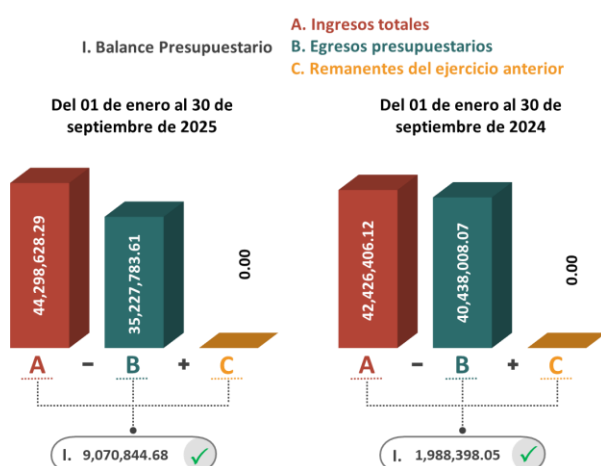 I. Balance Presupuestario
A. Ingresos totales
B. Egresos presupuestarios
C. Remanentes del ejercicio anterior
Del 01 de enero al 30 de
septiembre de 2025
44,298,628.29
35,227,783.61
0.00
A − B + C
I. 9,070,844.68
Del 01 de enero al 30 de
septiembre de 2024
42,426,406.12
40,438,008.07
0.00
A − B + C
I. 1,988,398.05